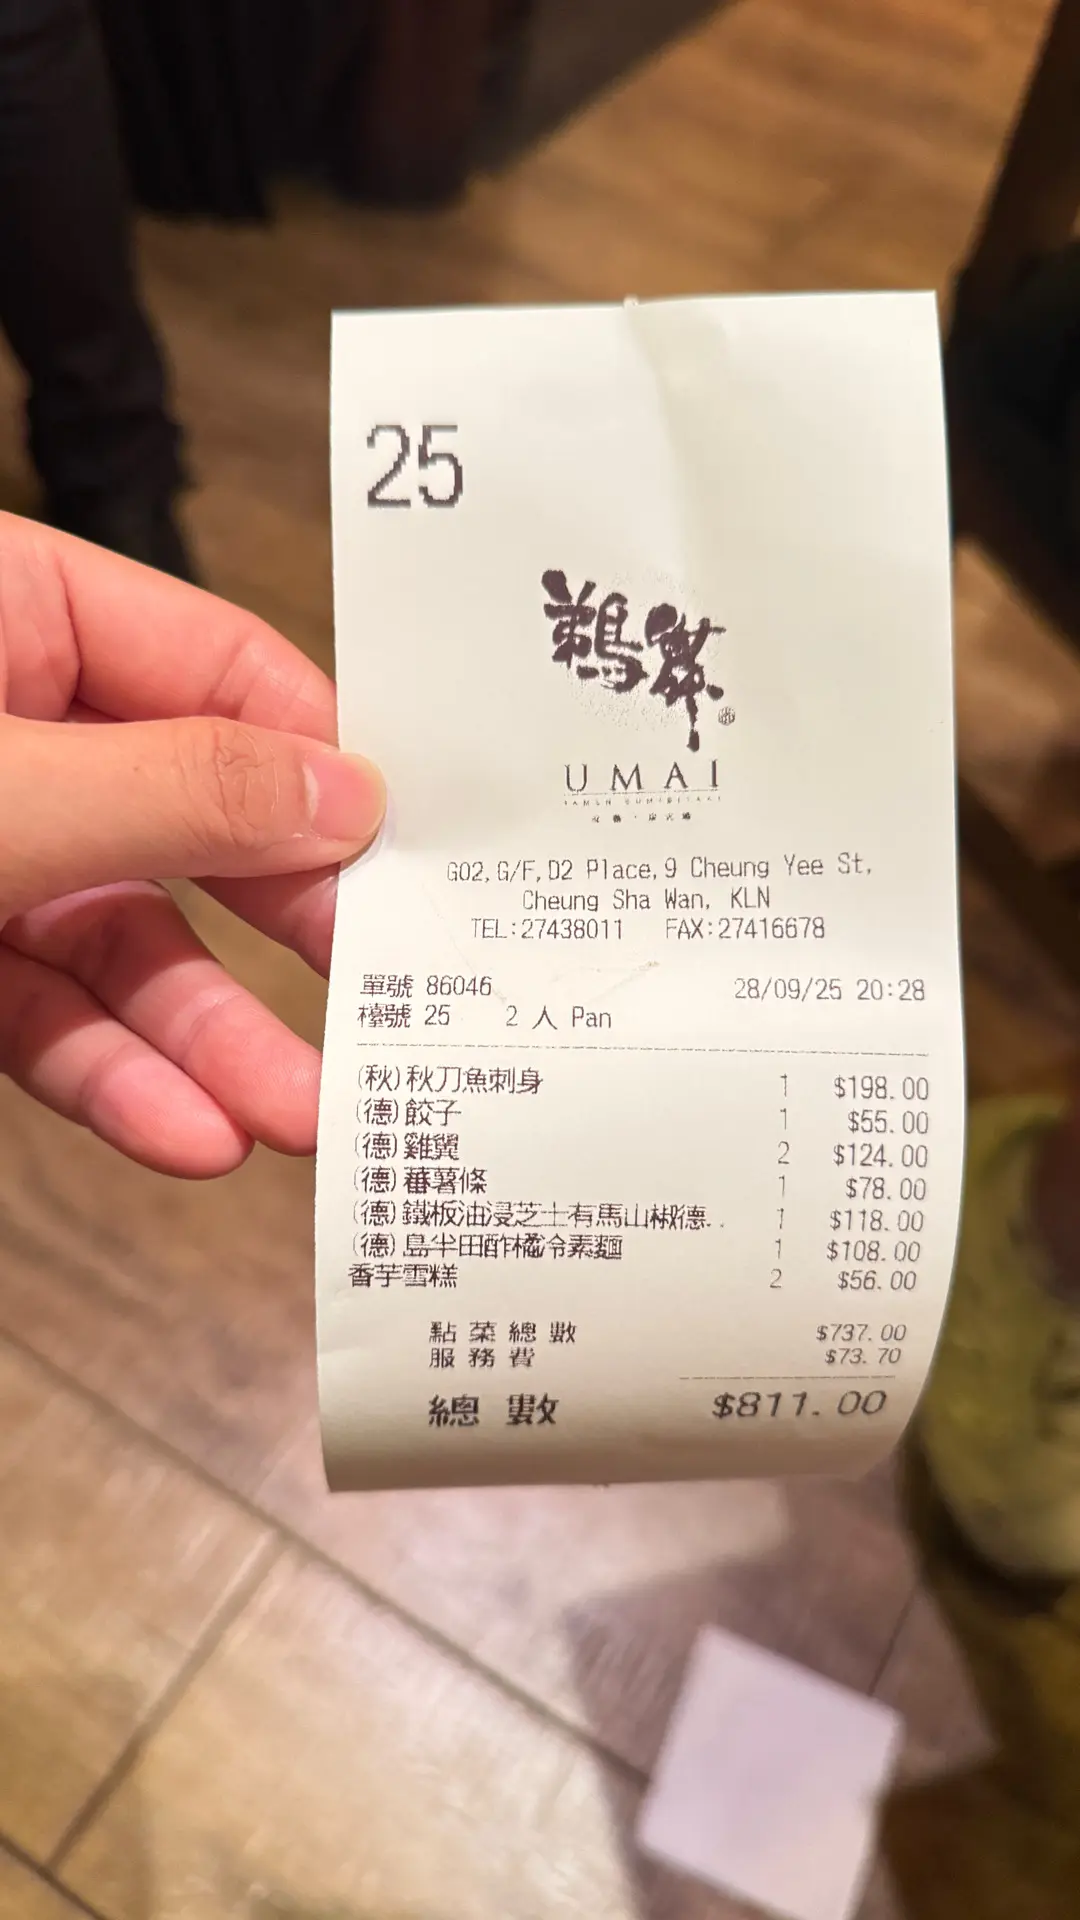 25
鵜舞
UMAI
G02, G/F, D2 Place, 9 Cheung Yee St,
Cheung Sha Wan, KLN
TEL:27438011 FAX:27416678
單號 86046 28/09/25 20:28
檯號 25 2 人 Pan
(秋)秋刀魚刺身 1 $198.00
(德)餃子 1 $55.00
(德)雞翼 2 $124.00
(德)蕃薯條 1 $78.00
(德)鐵板油浸芝士有馬山椒德.. 1 $118.00
(德)島半田酢橘冷素麵 1 $108.00
香芋雪糕 2 $56.00
點菜總數 $737.00
服務費 $73.70
總數 $811.00